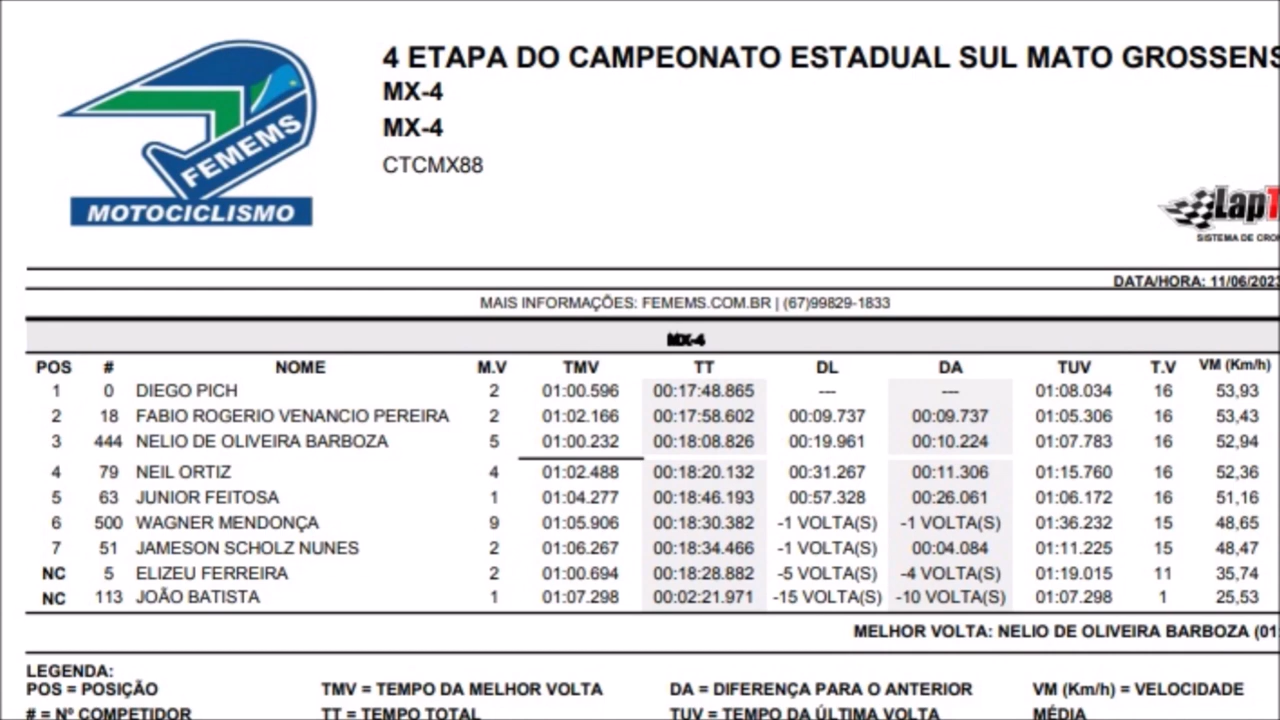 4 ETAPA DO CAMPEONATO ESTADUAL SUL MATO GROSSENS
MX-4
MX-4
CTCMX88
FEMEMS
MOTOCICLISMO
LapT
SISTEMA DE CRO
DATA/HORA: 11/06/2023
MAIS INFORMAÇÕES: FEMEMS.COM.BR | (67)99829-1833
MX-4
POS # NOME M.V TMV TT DL DA TUV T.V VM (Km/h)
1 0 DIEGO PICH 2 01:00.596 00:17:48.865 --- --- 01:08.034 16 53,93
2 18 FABIO ROGERIO VENANCIO PEREIRA 2 01:02.166 00:17:58.602 00:09.737 00:09.737 01:05.306 16 53,43
3 444 NELIO DE OLIVEIRA BARBOZA 5 01:00.232 00:18:08.826 00:19.961 00:10.224 01:07.783 16 52,94
4 79 NEIL ORTIZ 4 01:02.488 00:18:20.132 00:31.267 00:11.306 01:15.760 16 52,36
5 63 JUNIOR FEITOSA 1 01:04.277 00:18:46.193 00:57.328 00:26.061 01:06.172 16 51,16
6 500 WAGNER MENDONÇA 9 01:05.906 00:18:30.382 -1 VOLTA(S) -1 VOLTA(S) 01:36.232 15 48,65
7 51 JAMESON SCHOLZ NUNES 2 01:06.267 00:18:34.466 -1 VOLTA(S) 00:04.084 01:11.225 15 48,47
NC 5 ELIZEU FERREIRA 2 01:00.694 00:18:28.882 -5 VOLTA(S) -4 VOLTA(S) 01:19.015 11 35,74
NC 113 JOÃO BATISTA 1 01:07.298 00:02:21.971 -15 VOLTA(S) -10 VOLTA(S) 01:07.298 1 25,53
MELHOR VOLTA: NELIO DE OLIVEIRA BARBOZA (01
LEGENDA:
POS = POSIÇÃO TMV = TEMPO DA MELHOR VOLTA DA = DIFERENÇA PARA O ANTERIOR VM (Km/h) = VELOCIDADE
# = Nº COMPETIDOR TT = TEMPO TOTAL TUV = TEMPO DA ÚLTIMA VOLTA MÉDIA